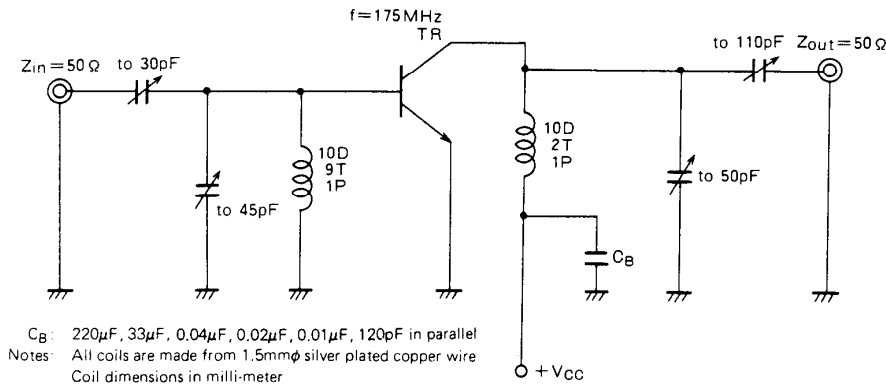 f=175MHz
TR
Zin=50Ω
to 30pF
to 110pF
Zout=50Ω
10D
9T
1P
10D
2T
1P
to 45pF
to 50pF
CB
CB: 220μF, 33μF, 0.04μF, 0.02μF, 0.01μF, 120pF in parallel
Notes: All coils are made from 1.5mmφ silver plated copper wire
Coil dimensions in milli-meter
+VCC